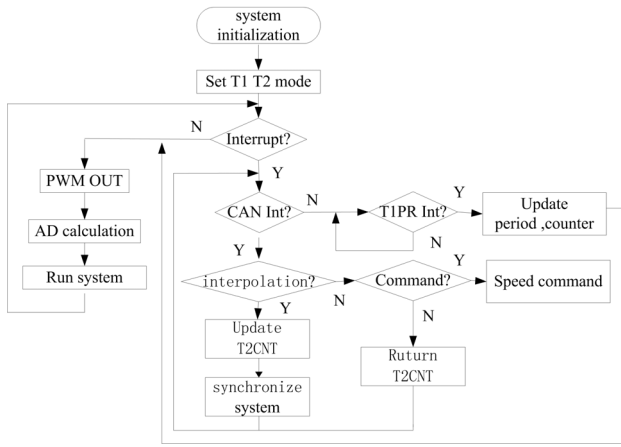 system
initialization
Set T1 T2 mode
N
Interrupt?
Y
PWM OUT
AD calculation
Run system
CAN Int?
N
T1PR Int?
Y
Update
period ,counter
N
Y
interpolation?
N
Command?
Y
Speed command
Y
N
Update
T2CNT
Ruturn
T2CNT
synchronize
system